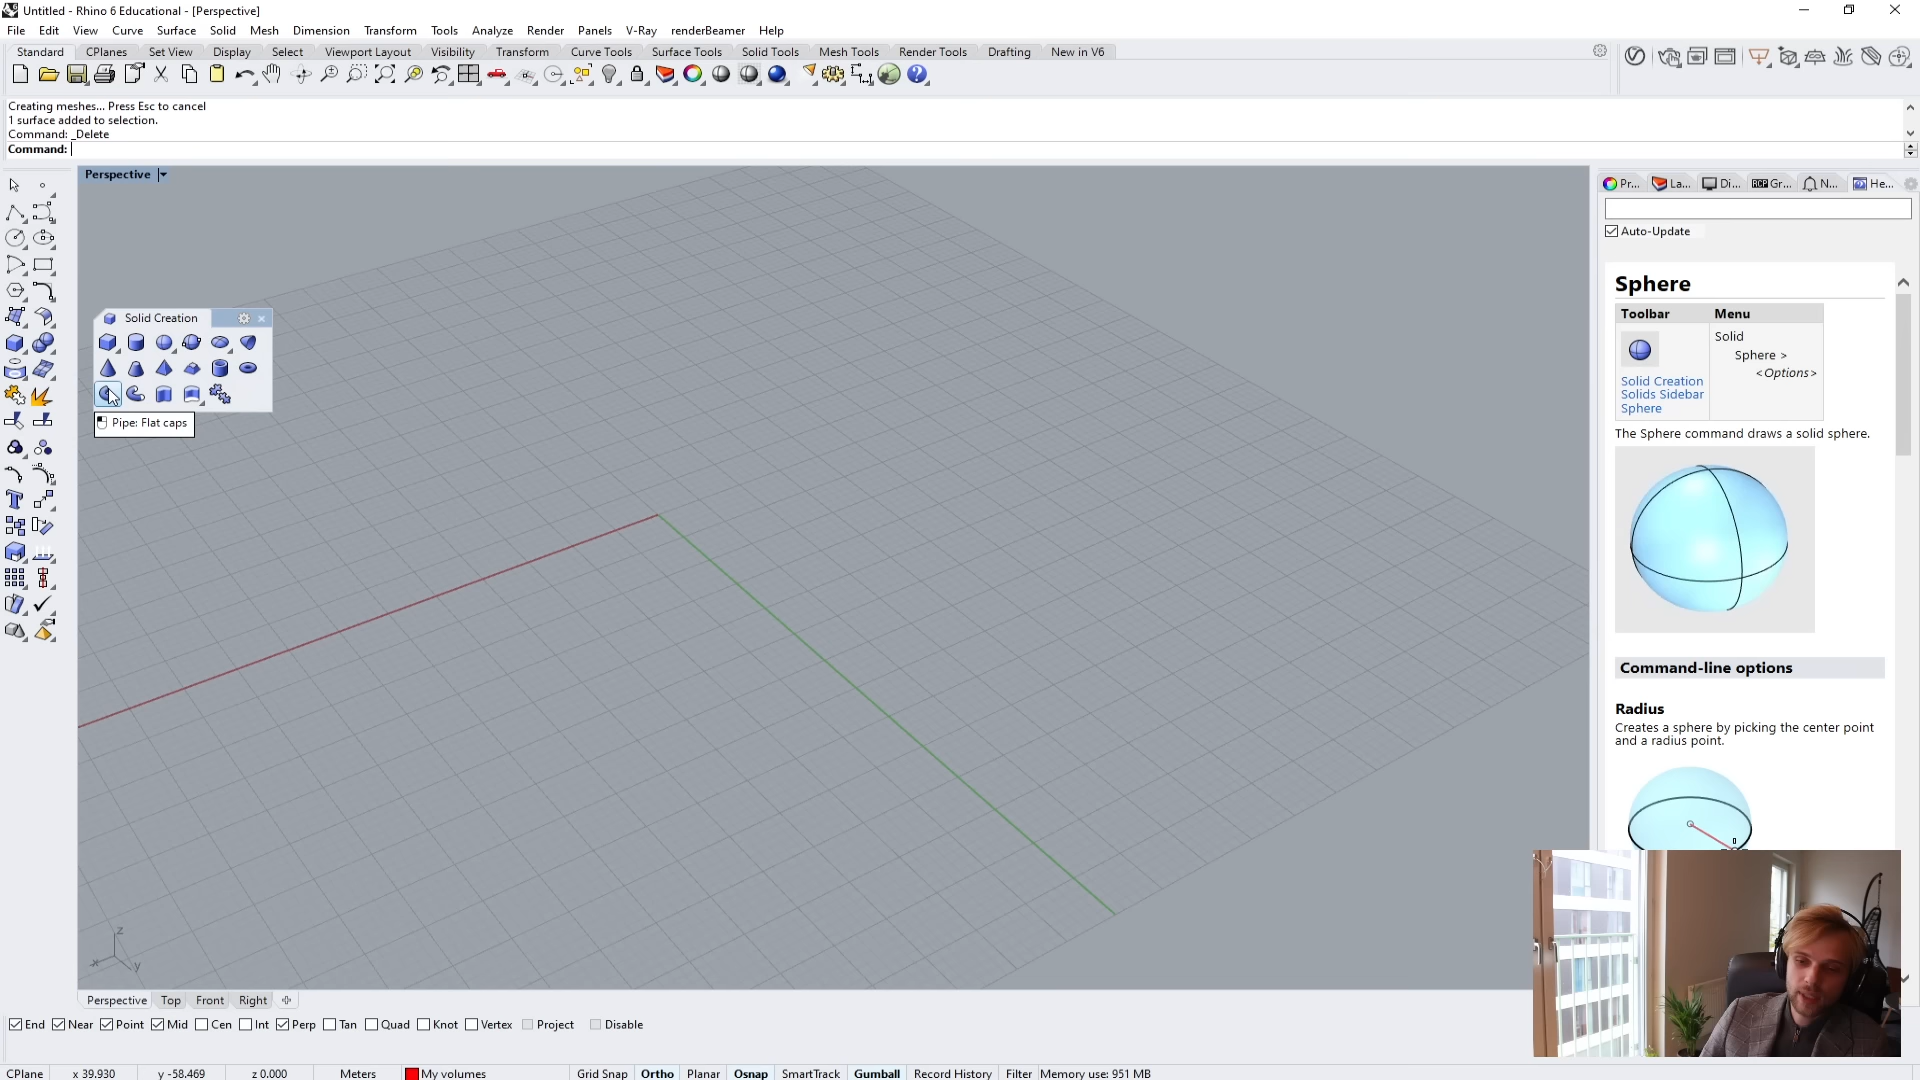 Untitled - Rhino 6 Educational - [Perspective]
File Edit View Curve Surface Solid Mesh Dimension Transform Tools Analyze Render Panels V-Ray renderBeamer Help
Standard CPlanes Set View Display Select Viewport Layout Visibility Transform Curve Tools Surface Tools Solid Tools Mesh Tools Render Tools Drafting New in V6
Creating meshes... Press Esc to cancel
1 surface added to selection.
Command: _Delete
Command:
Perspective
Pr... La... Di... RCP Gr... N... He...
Auto-Update
Sphere
Toolbar Menu
Solid
Sphere >
<Options>
Solid Creation
Solids Sidebar
Sphere
The Sphere command draws a solid sphere.
Command-line options
Radius
Creates a sphere by picking the center point
and a radius point.
Solid Creation
Pipe: Flat caps
z
x
y
Perspective Top Front Right
End Near Point Mid Cen Int Perp Tan Quad Knot Vertex Project Disable
CPlane x 39.930 y -58.469 z 0.000 Meters My volumes Grid Snap Ortho Planar Osnap SmartTrack Gumball Record History Filter Memory use: 951 MB